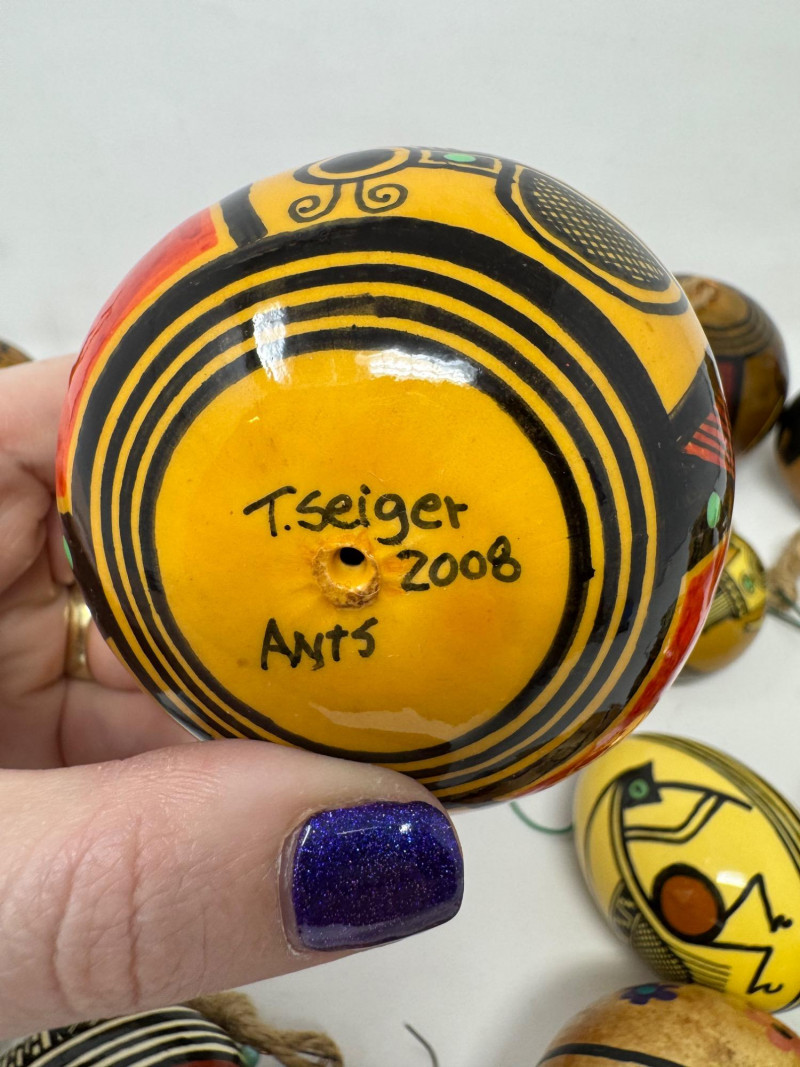 T. Seiger
2008
ANTS